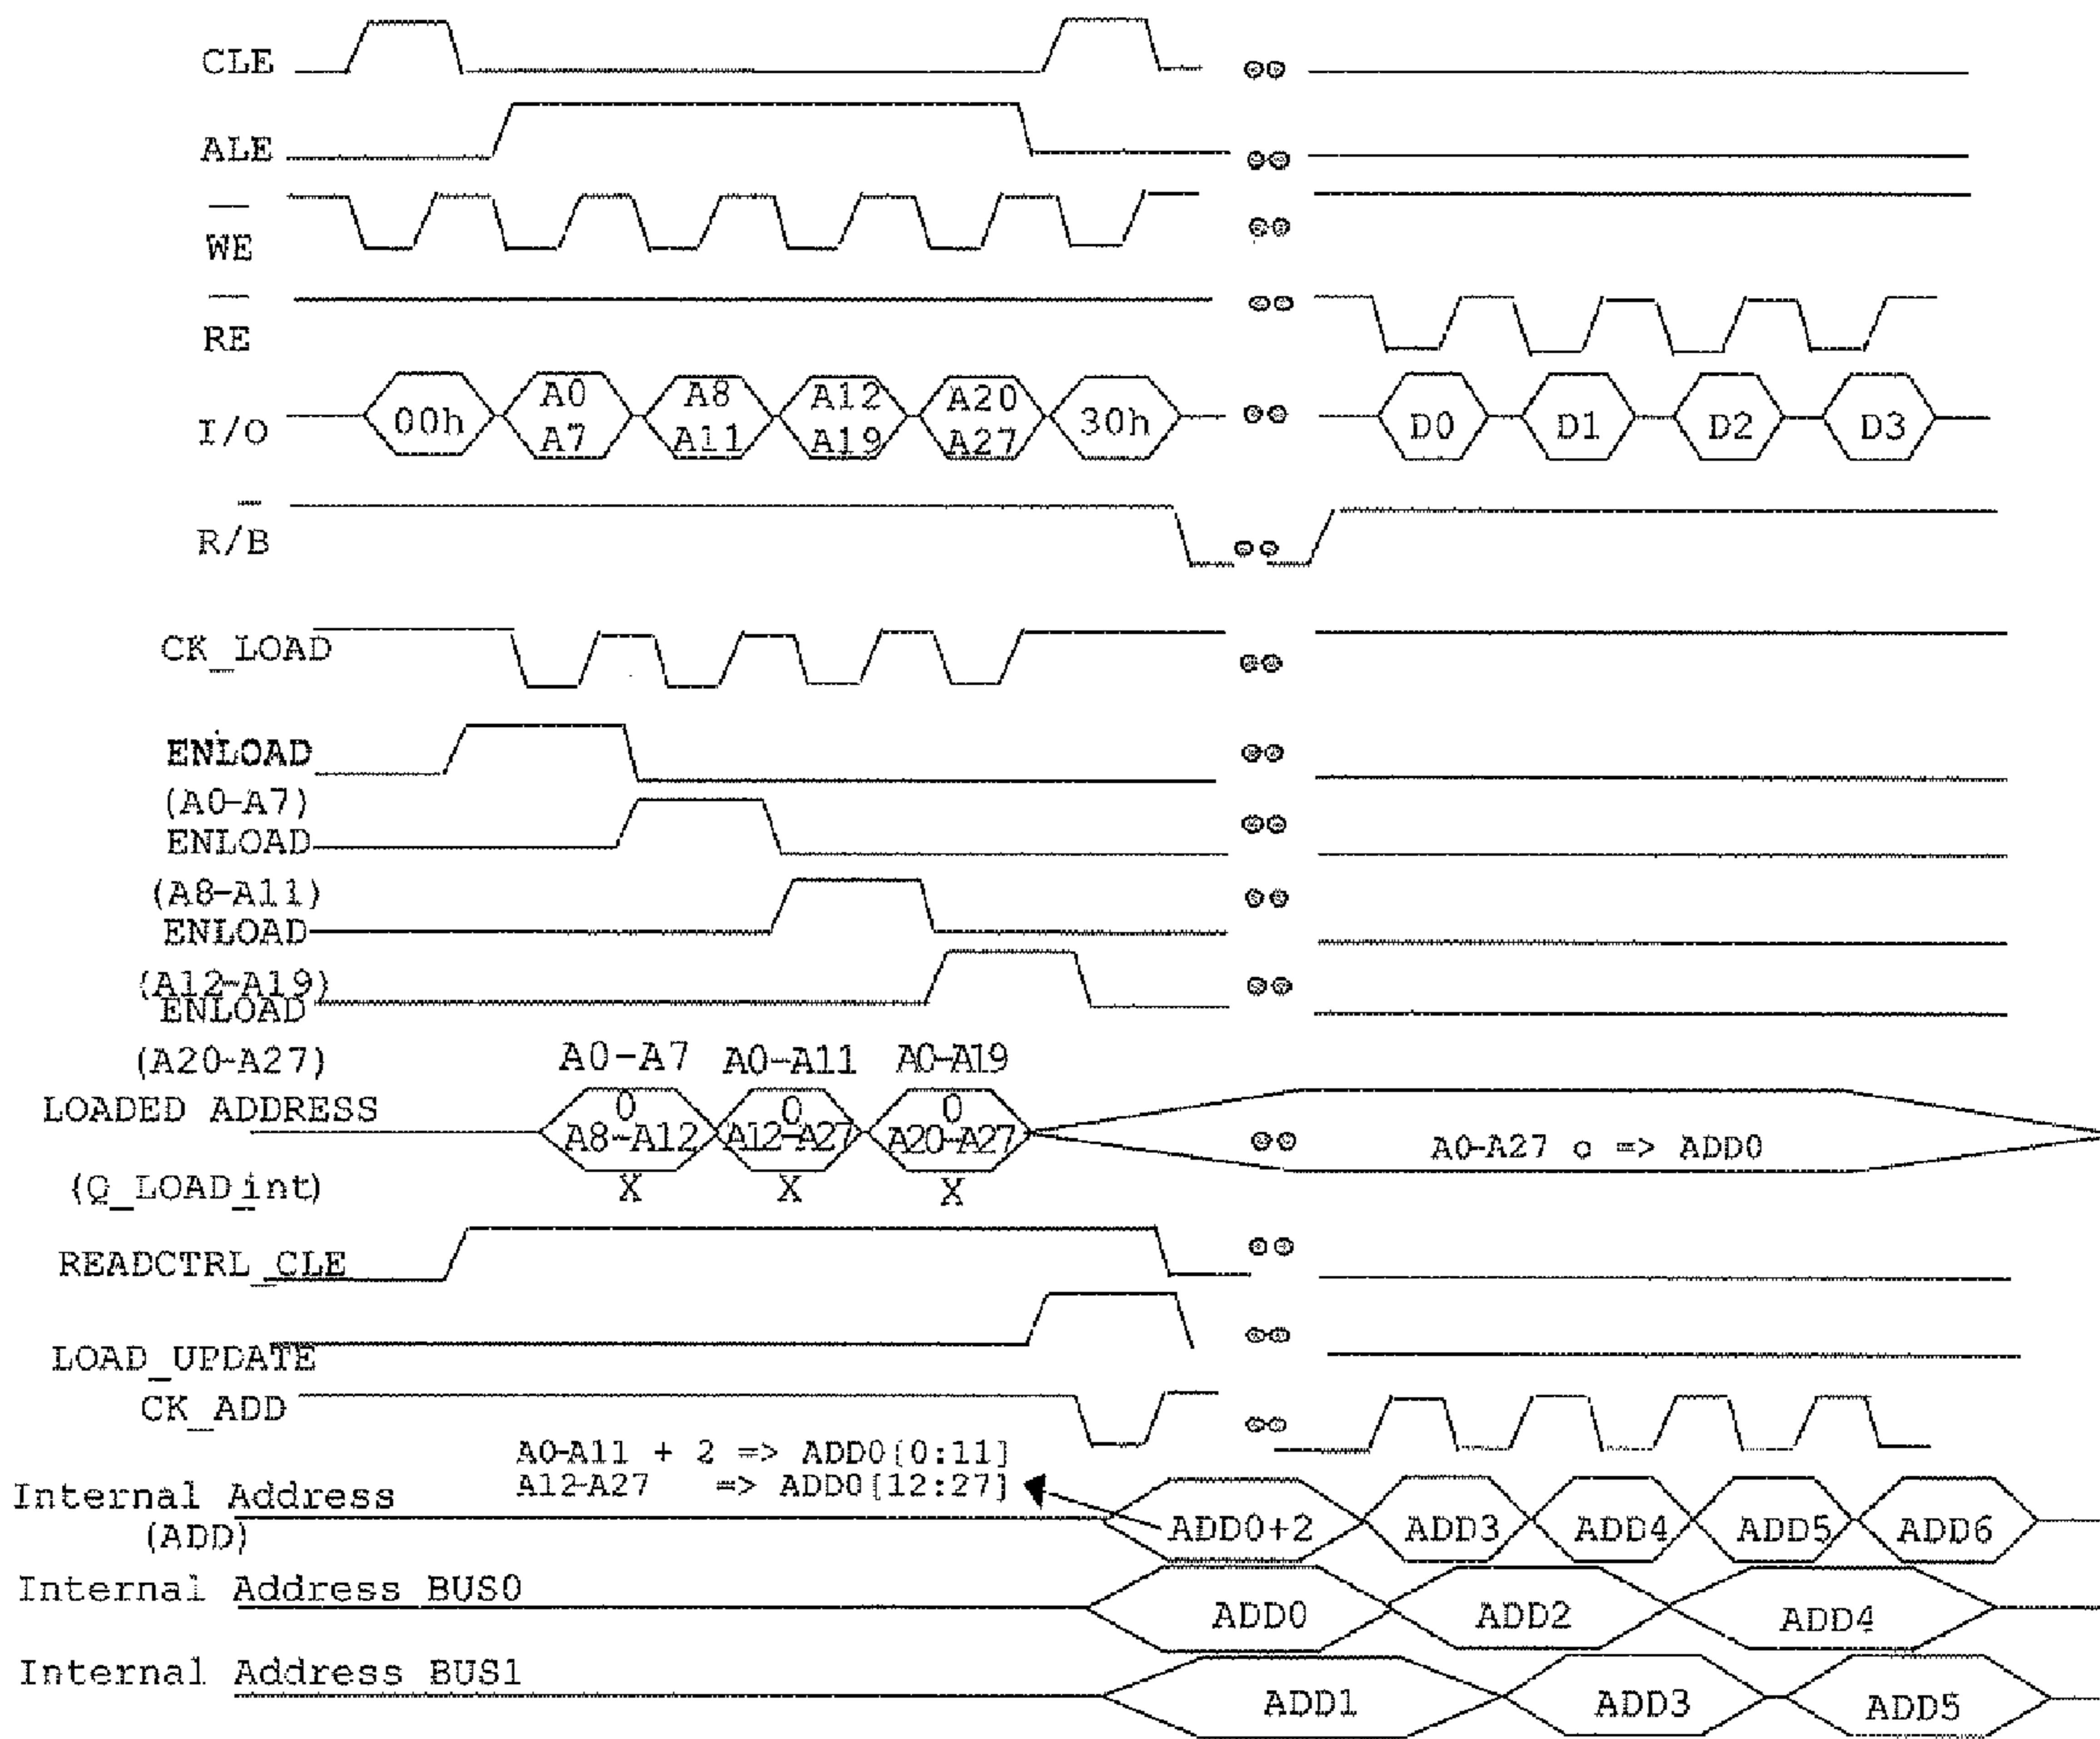 CLE
ALE
WE
RE
I/O 00h A0 A7 A8 A11 A12 A19 A20 A27 30h D0 D1 D2 D3
R/B
CK_LOAD
ENLOAD
(A0-A7)
ENLOAD
(A8-A11)
ENLOAD
(A12-A19)
ENLOAD
(A20-A27) A0-A7 A0-A11 A0-A19
LOADED ADDRESS 0 0 0
A8-A12 A12-A27 A20-A27 A0-A27 o => ADD0
(Q_LOAD_int) X X X
READCTRL_CLE
LOAD_UPDATE
CK_ADD
A0-A11 + 2 => ADD0[0:11]
A12-A27 => ADD0[12:27]
Internal Address
(ADD) ADD0+2 ADD3 ADD4 ADD5 ADD6
Internal Address BUS0 ADD0 ADD2 ADD4
Internal Address BUS1 ADD1 ADD3 ADD5